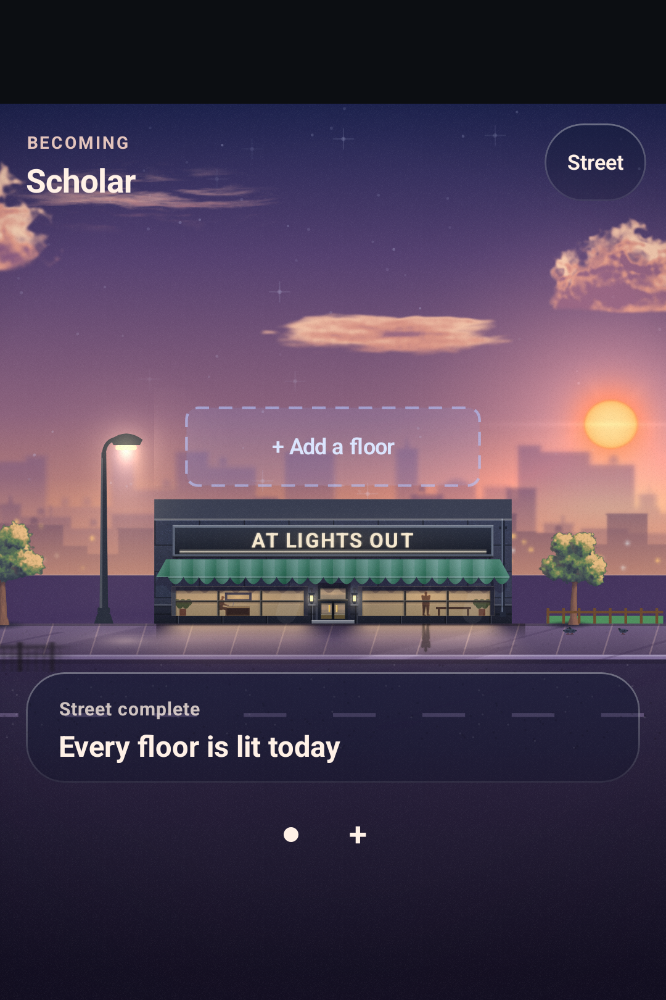 BECOMING
Scholar
Street
+ Add a floor
AT LIGHTS OUT
Street complete
Every floor is lit today
+